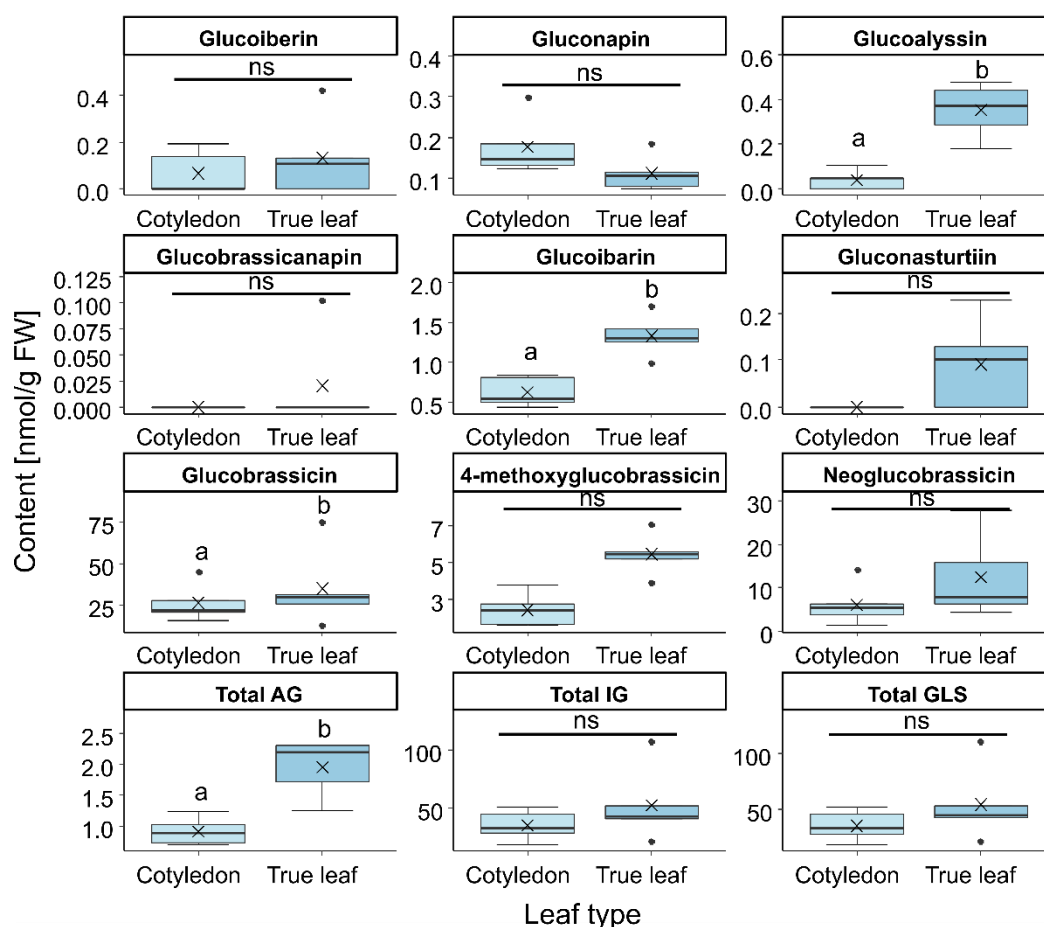 Glucoiberin
Gluconapin
Glucoalyssin
ns
ns
a
b
0.4
0.2
0.0
0.4
0.3
0.2
0.1
0.6
0.4
0.2
0.0
Cotyledon True leaf
Cotyledon True leaf
Cotyledon True leaf
Glucobrassicanapin
Glucoibarin
Gluconasturtiin
ns
a
b
ns
0.125
0.100
0.075
0.050
0.025
0.000
2.0
1.5
1.0
0.5
0.2
0.1
0.0
Cotyledon True leaf
Cotyledon True leaf
Cotyledon True leaf
Content [nmol/g FW]
Glucobrassicin
4-methoxyglucobrassicin
Neoglucobrassicin
a
b
ns
ns
75
50
25
7
5
3
30
20
10
0
Cotyledon True leaf
Cotyledon True leaf
Cotyledon True leaf
Total AG
Total IG
Total GLS
a
b
ns
ns
2.5
2.0
1.5
1.0
100
50
100
50
Cotyledon True leaf
Cotyledon True leaf
Cotyledon True leaf
Leaf type